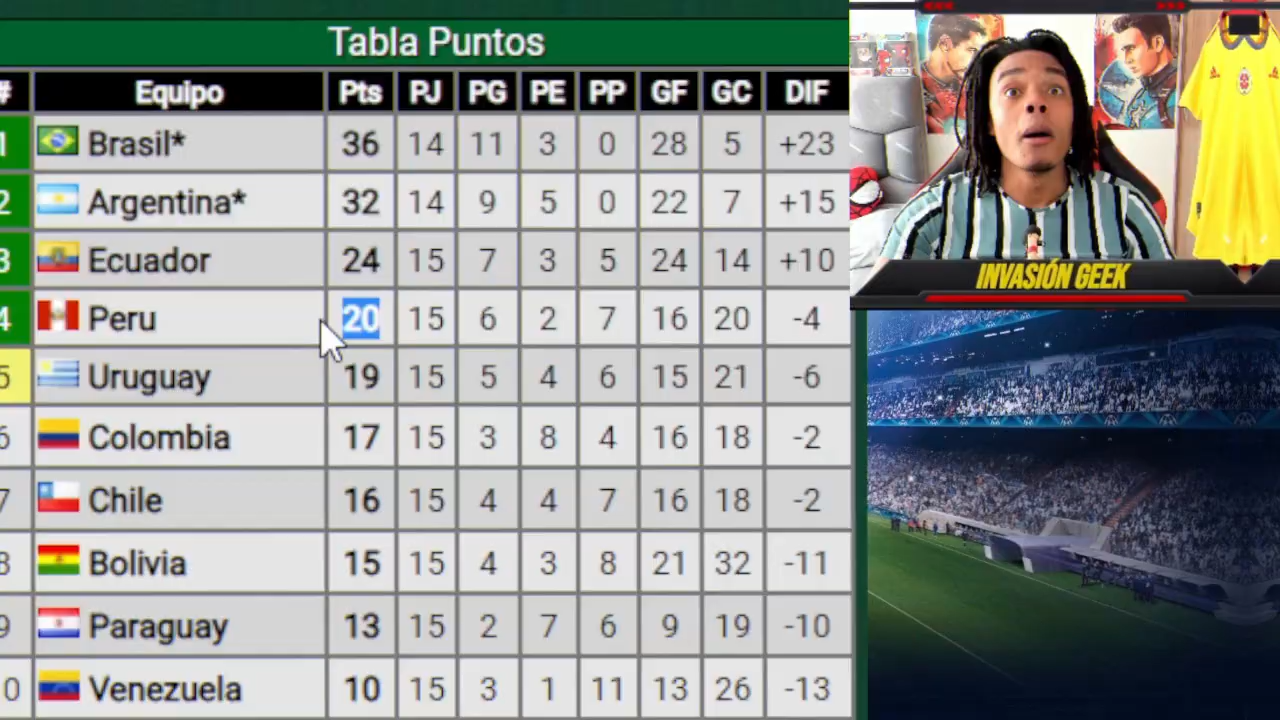 Tabla Puntos
# Equipo Pts PJ PG PE PP GF GC DIF
1 Brasil* 36 14 11 3 0 28 5 +23
2 Argentina* 32 14 9 5 0 22 7 +15
3 Ecuador 24 15 7 3 5 24 14 +10
4 Peru 20 15 6 2 7 16 20 -4
5 Uruguay 19 15 5 4 6 15 21 -6
6 Colombia 17 15 3 8 4 16 18 -2
7 Chile 16 15 4 4 7 16 18 -2
8 Bolivia 15 15 4 3 8 21 32 -11
9 Paraguay 13 15 2 7 6 9 19 -10
10 Venezuela 10 15 3 1 11 13 26 -13
INVASIÓN GEEK